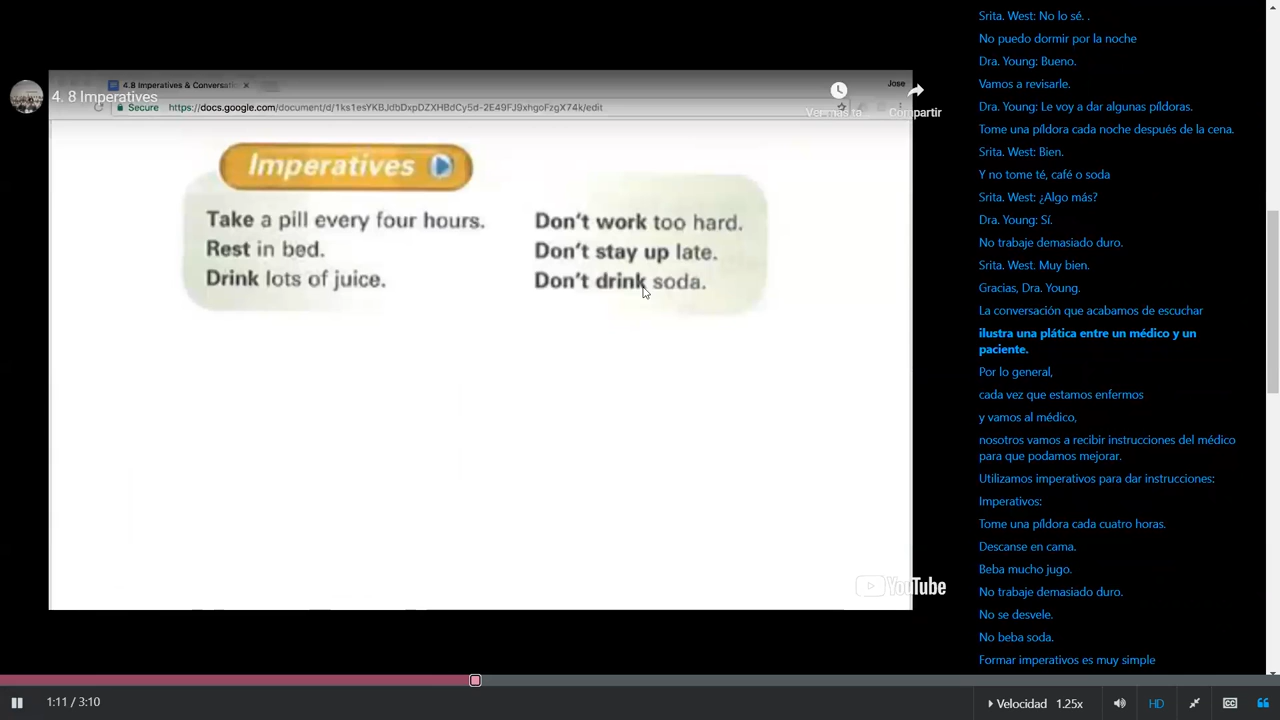 4.8 Imperatives & Conversati
Jose
4. 8 Imperatives
Secure
https://docs.google.com/document/d/1ks1esYKBJdbDxpDZXHBdCy5d-2E49FJ9xhgoFzgX74k/edit
Compartir
Imperatives
Take a pill every four hours.
Rest in bed.
Drink lots of juice.
Don't work too hard.
Don't stay up late.
Don't drink soda.
YouTube
Srita. West: No lo sé. .
No puedo dormir por la noche
Dra. Young: Bueno.
Vamos a revisarle.
Dra. Young: Le voy a dar algunas píldoras.
Tome una píldora cada noche después de la cena.
Srita. West: Bien.
Y no tome té, café o soda
Srita. West: ¿Algo más?
Dra. Young: Sí.
No trabaje demasiado duro.
Srita. West. Muy bien.
Gracias, Dra. Young.
La conversación que acabamos de escuchar
ilustra una plática entre un médico y un
paciente.
Por lo general,
cada vez que estamos enfermos
y vamos al médico,
nosotros vamos a recibir instrucciones del médico
para que podamos mejorar.
Utilizamos imperativos para dar instrucciones:
Imperativos:
Tome una píldora cada cuatro horas.
Descanse en cama.
Beba mucho jugo.
No trabaje demasiado duro.
No se desvele.
No beba soda.
Formar imperativos es muy simple
1:11 / 3:10
Velocidad 1.25x
HD
CC